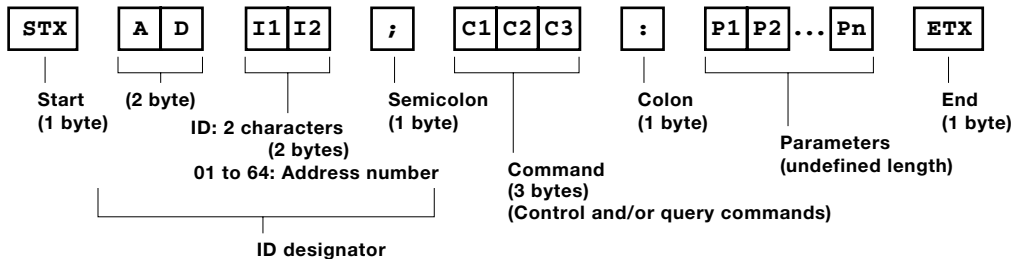 STX A D I1 I2 ; C1 C2 C3 : P1 P2 ... Pn ETX
Start
(1 byte)
(2 byte)
ID: 2 characters
(2 bytes)
01 to 64: Address number
Semicolon
(1 byte)
Command
(3 bytes)
(Control and/or query commands)
Colon
(1 byte)
Parameters
(undefined length)
End
(1 byte)
ID designator